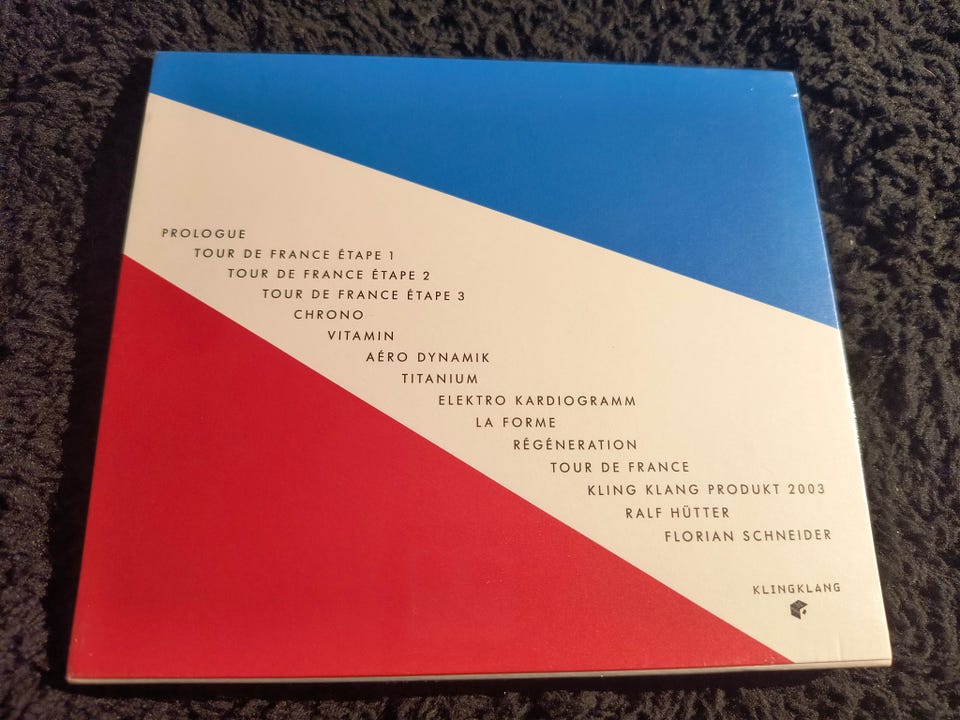 PROLOGUE
TOUR DE FRANCE ÉTAPE 1
TOUR DE FRANCE ÉTAPE 2
TOUR DE FRANCE ÉTAPE 3
CHRONO
VITAMIN
AÉRO DYNAMIK
TITANIUM
ELEKTRO KARDIOGRAMM
LA FORME
RÉGÉNERATION
TOUR DE FRANCE
KLING KLANG PRODUKT 2003
RALF HÜTTER
FLORIAN SCHNEIDER
KLINGKLANG